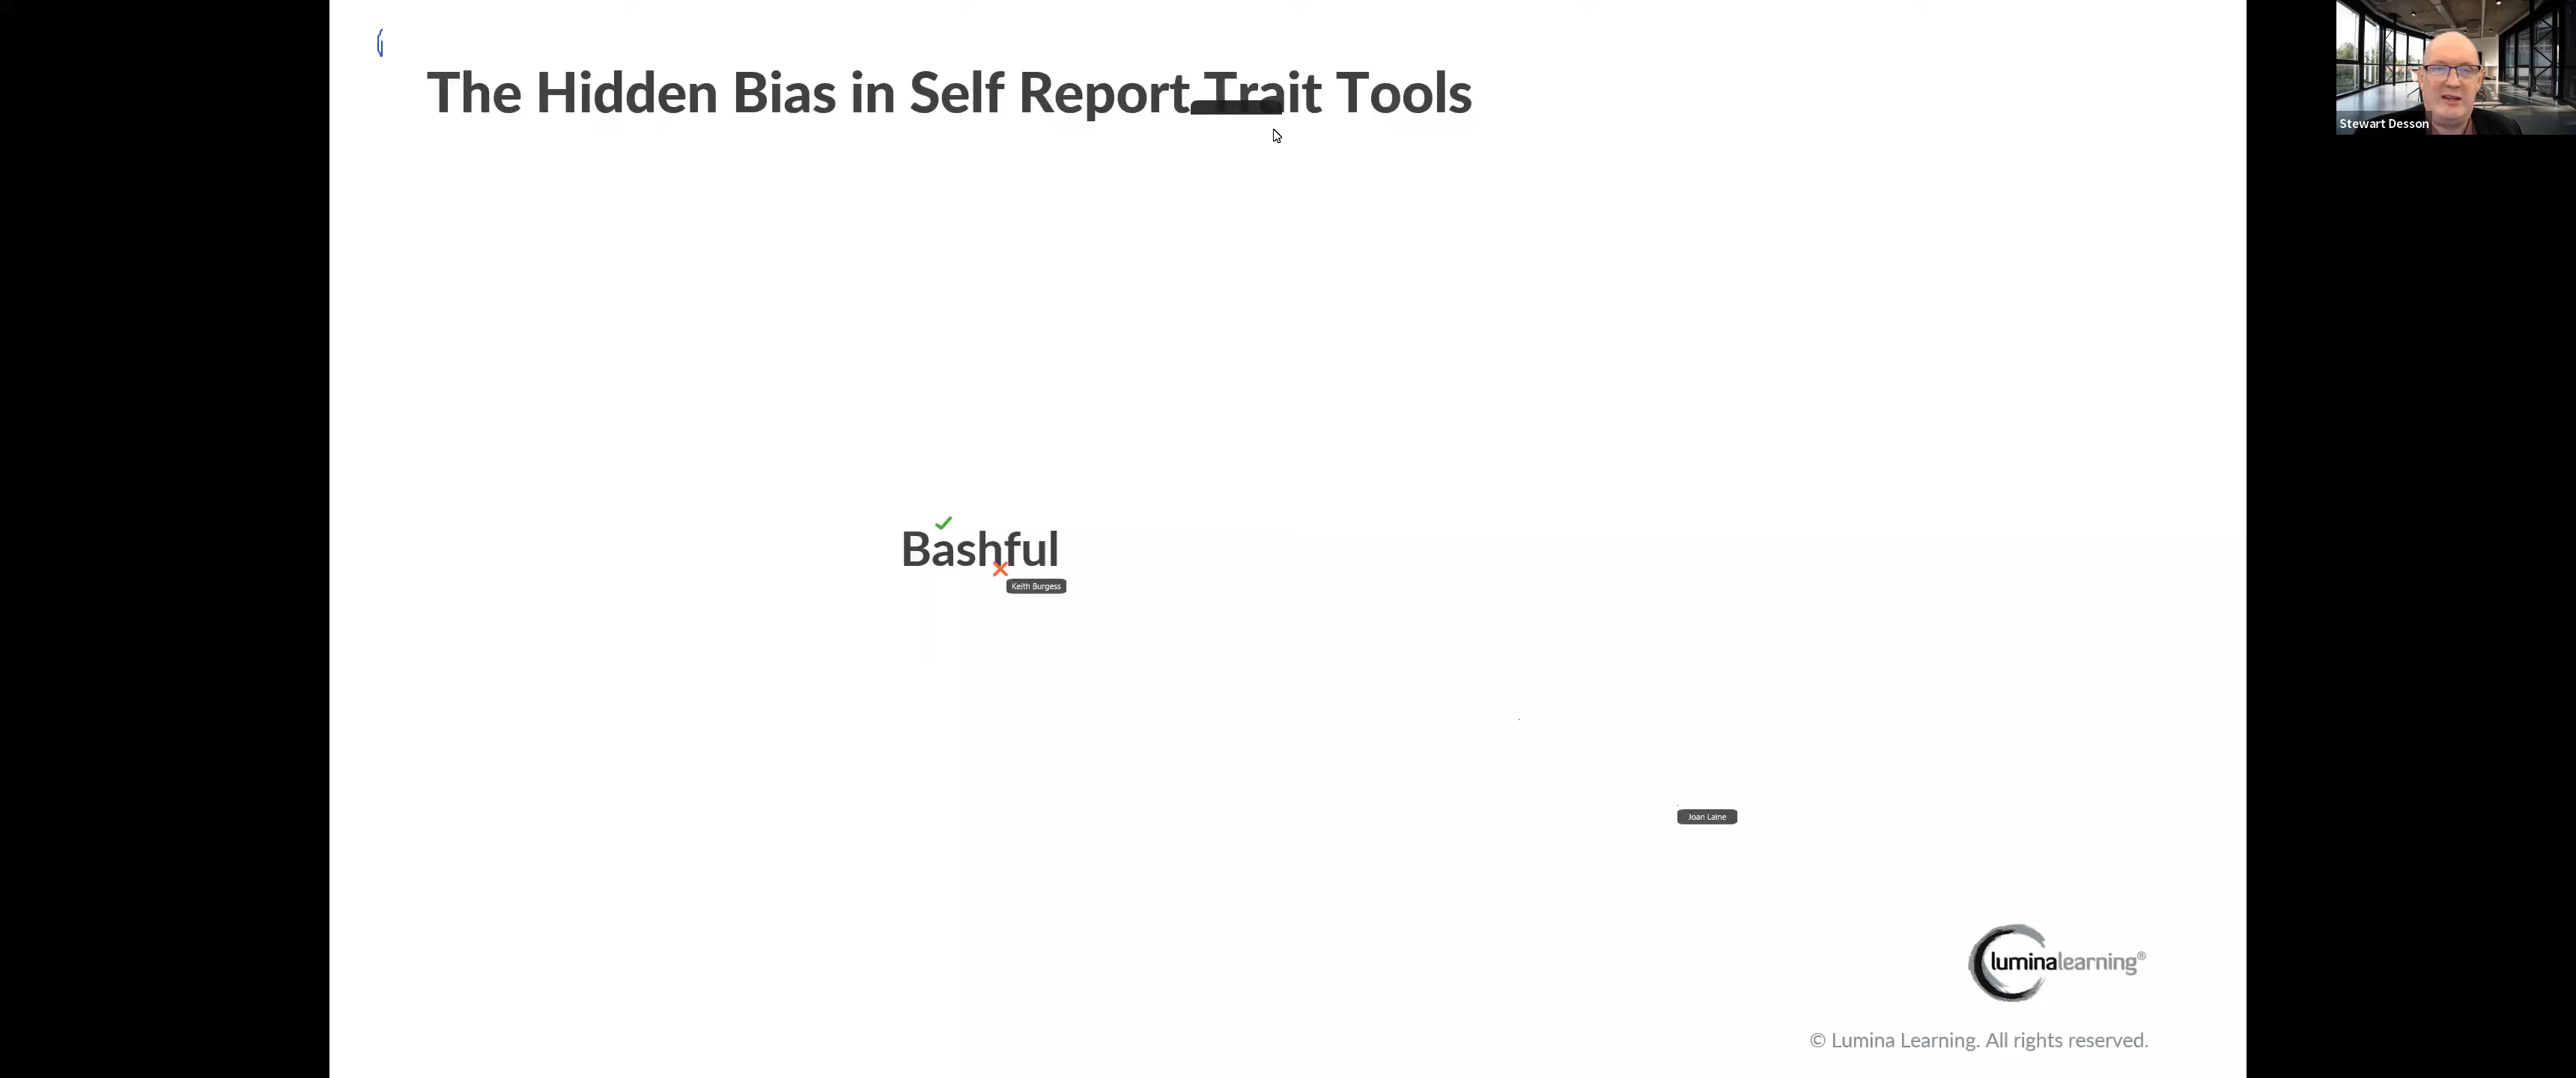 The Hidden Bias in Self Report Trait Tools
Stewart Desson
Bashful
Keith Burgess
Joan Laine
luminalearning®
© Lumina Learning. All rights reserved.